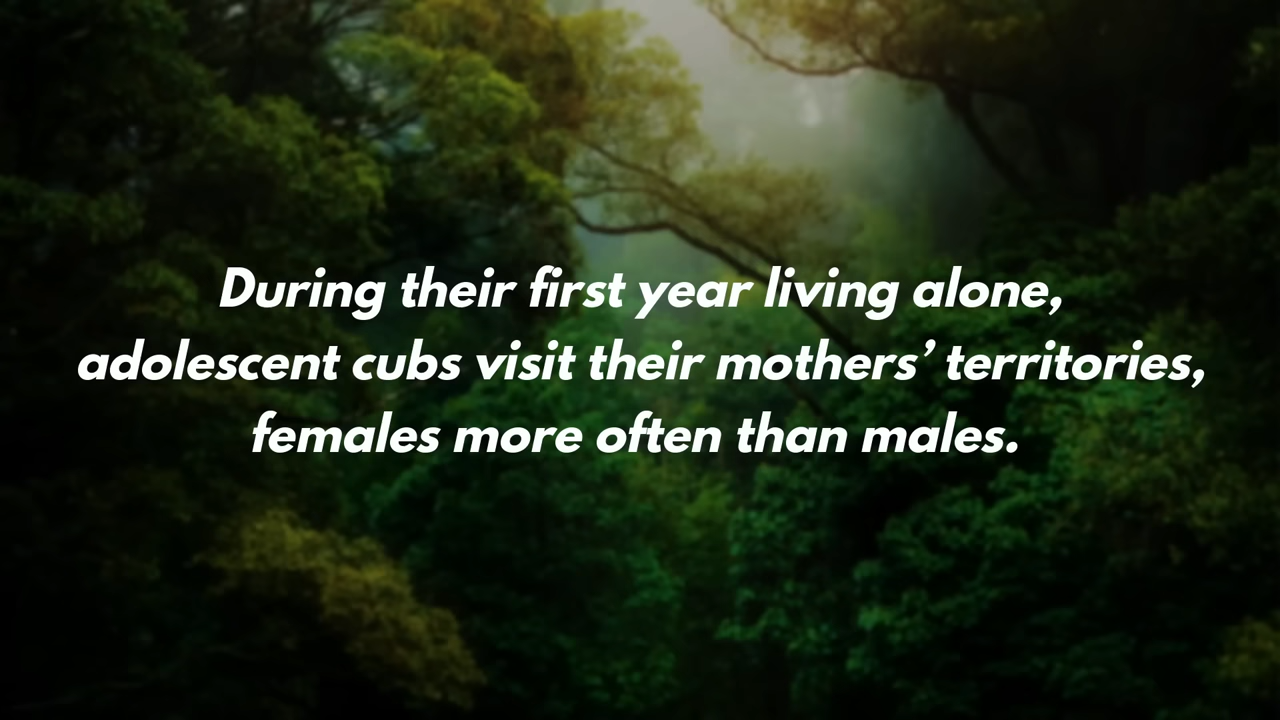 During their first year living alone,
adolescent cubs visit their mothers’ territories,
females more often than males.